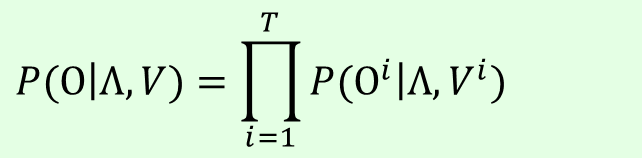 P(O|Λ, V) = ∏_{i=1}^{T} P(O^i|Λ, V^i)